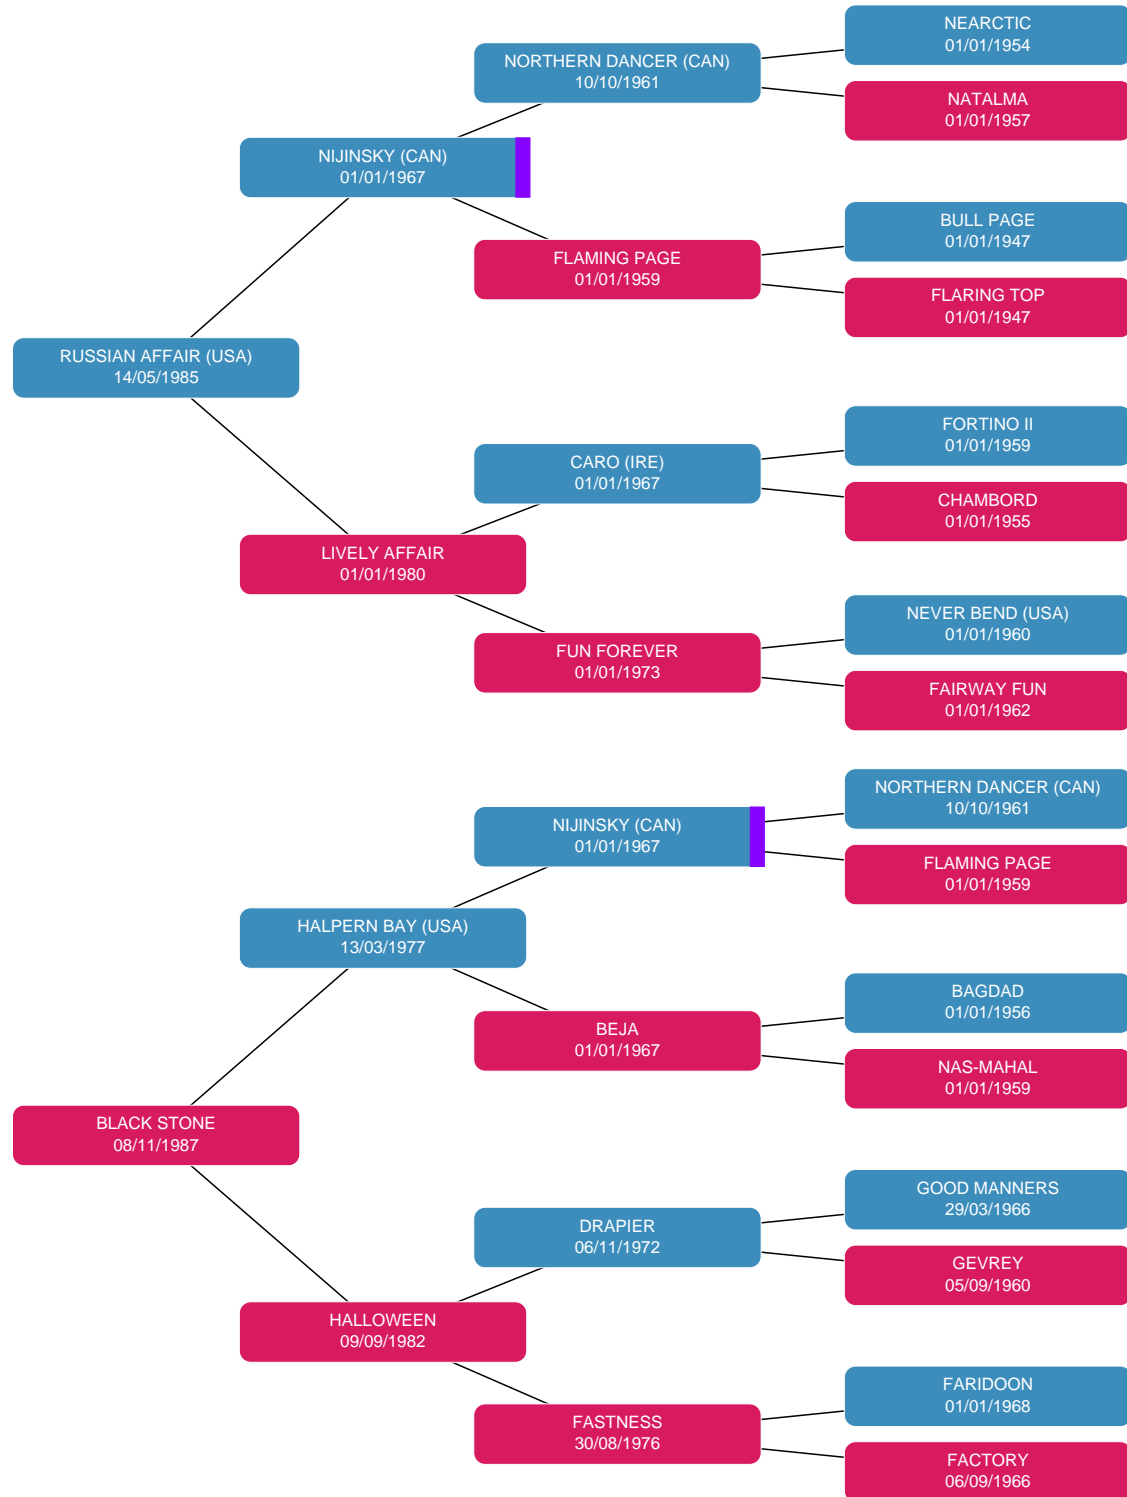 NEARCTIC
01/01/1954
NORTHERN DANCER (CAN)
10/10/1961
NATALMA
01/01/1957
NIJINSKY (CAN)
01/01/1967
BULL PAGE
01/01/1947
FLAMING PAGE
01/01/1959
FLARING TOP
01/01/1947
RUSSIAN AFFAIR (USA)
14/05/1985
FORTINO II
01/01/1959
CARO (IRE)
01/01/1967
CHAMBORD
01/01/1955
LIVELY AFFAIR
01/01/1980
NEVER BEND (USA)
01/01/1960
FUN FOREVER
01/01/1973
FAIRWAY FUN
01/01/1962
NORTHERN DANCER (CAN)
10/10/1961
NIJINSKY (CAN)
01/01/1967
FLAMING PAGE
01/01/1959
HALPERN BAY (USA)
13/03/1977
BAGDAD
01/01/1956
BEJA
01/01/1967
NAS-MAHAL
01/01/1959
BLACK STONE
08/11/1987
GOOD MANNERS
29/03/1966
DRAPIER
06/11/1972
GEVREY
05/09/1960
HALLOWEEN
09/09/1982
FARIDOON
01/01/1968
FASTNESS
30/08/1976
FACTORY
06/09/1966